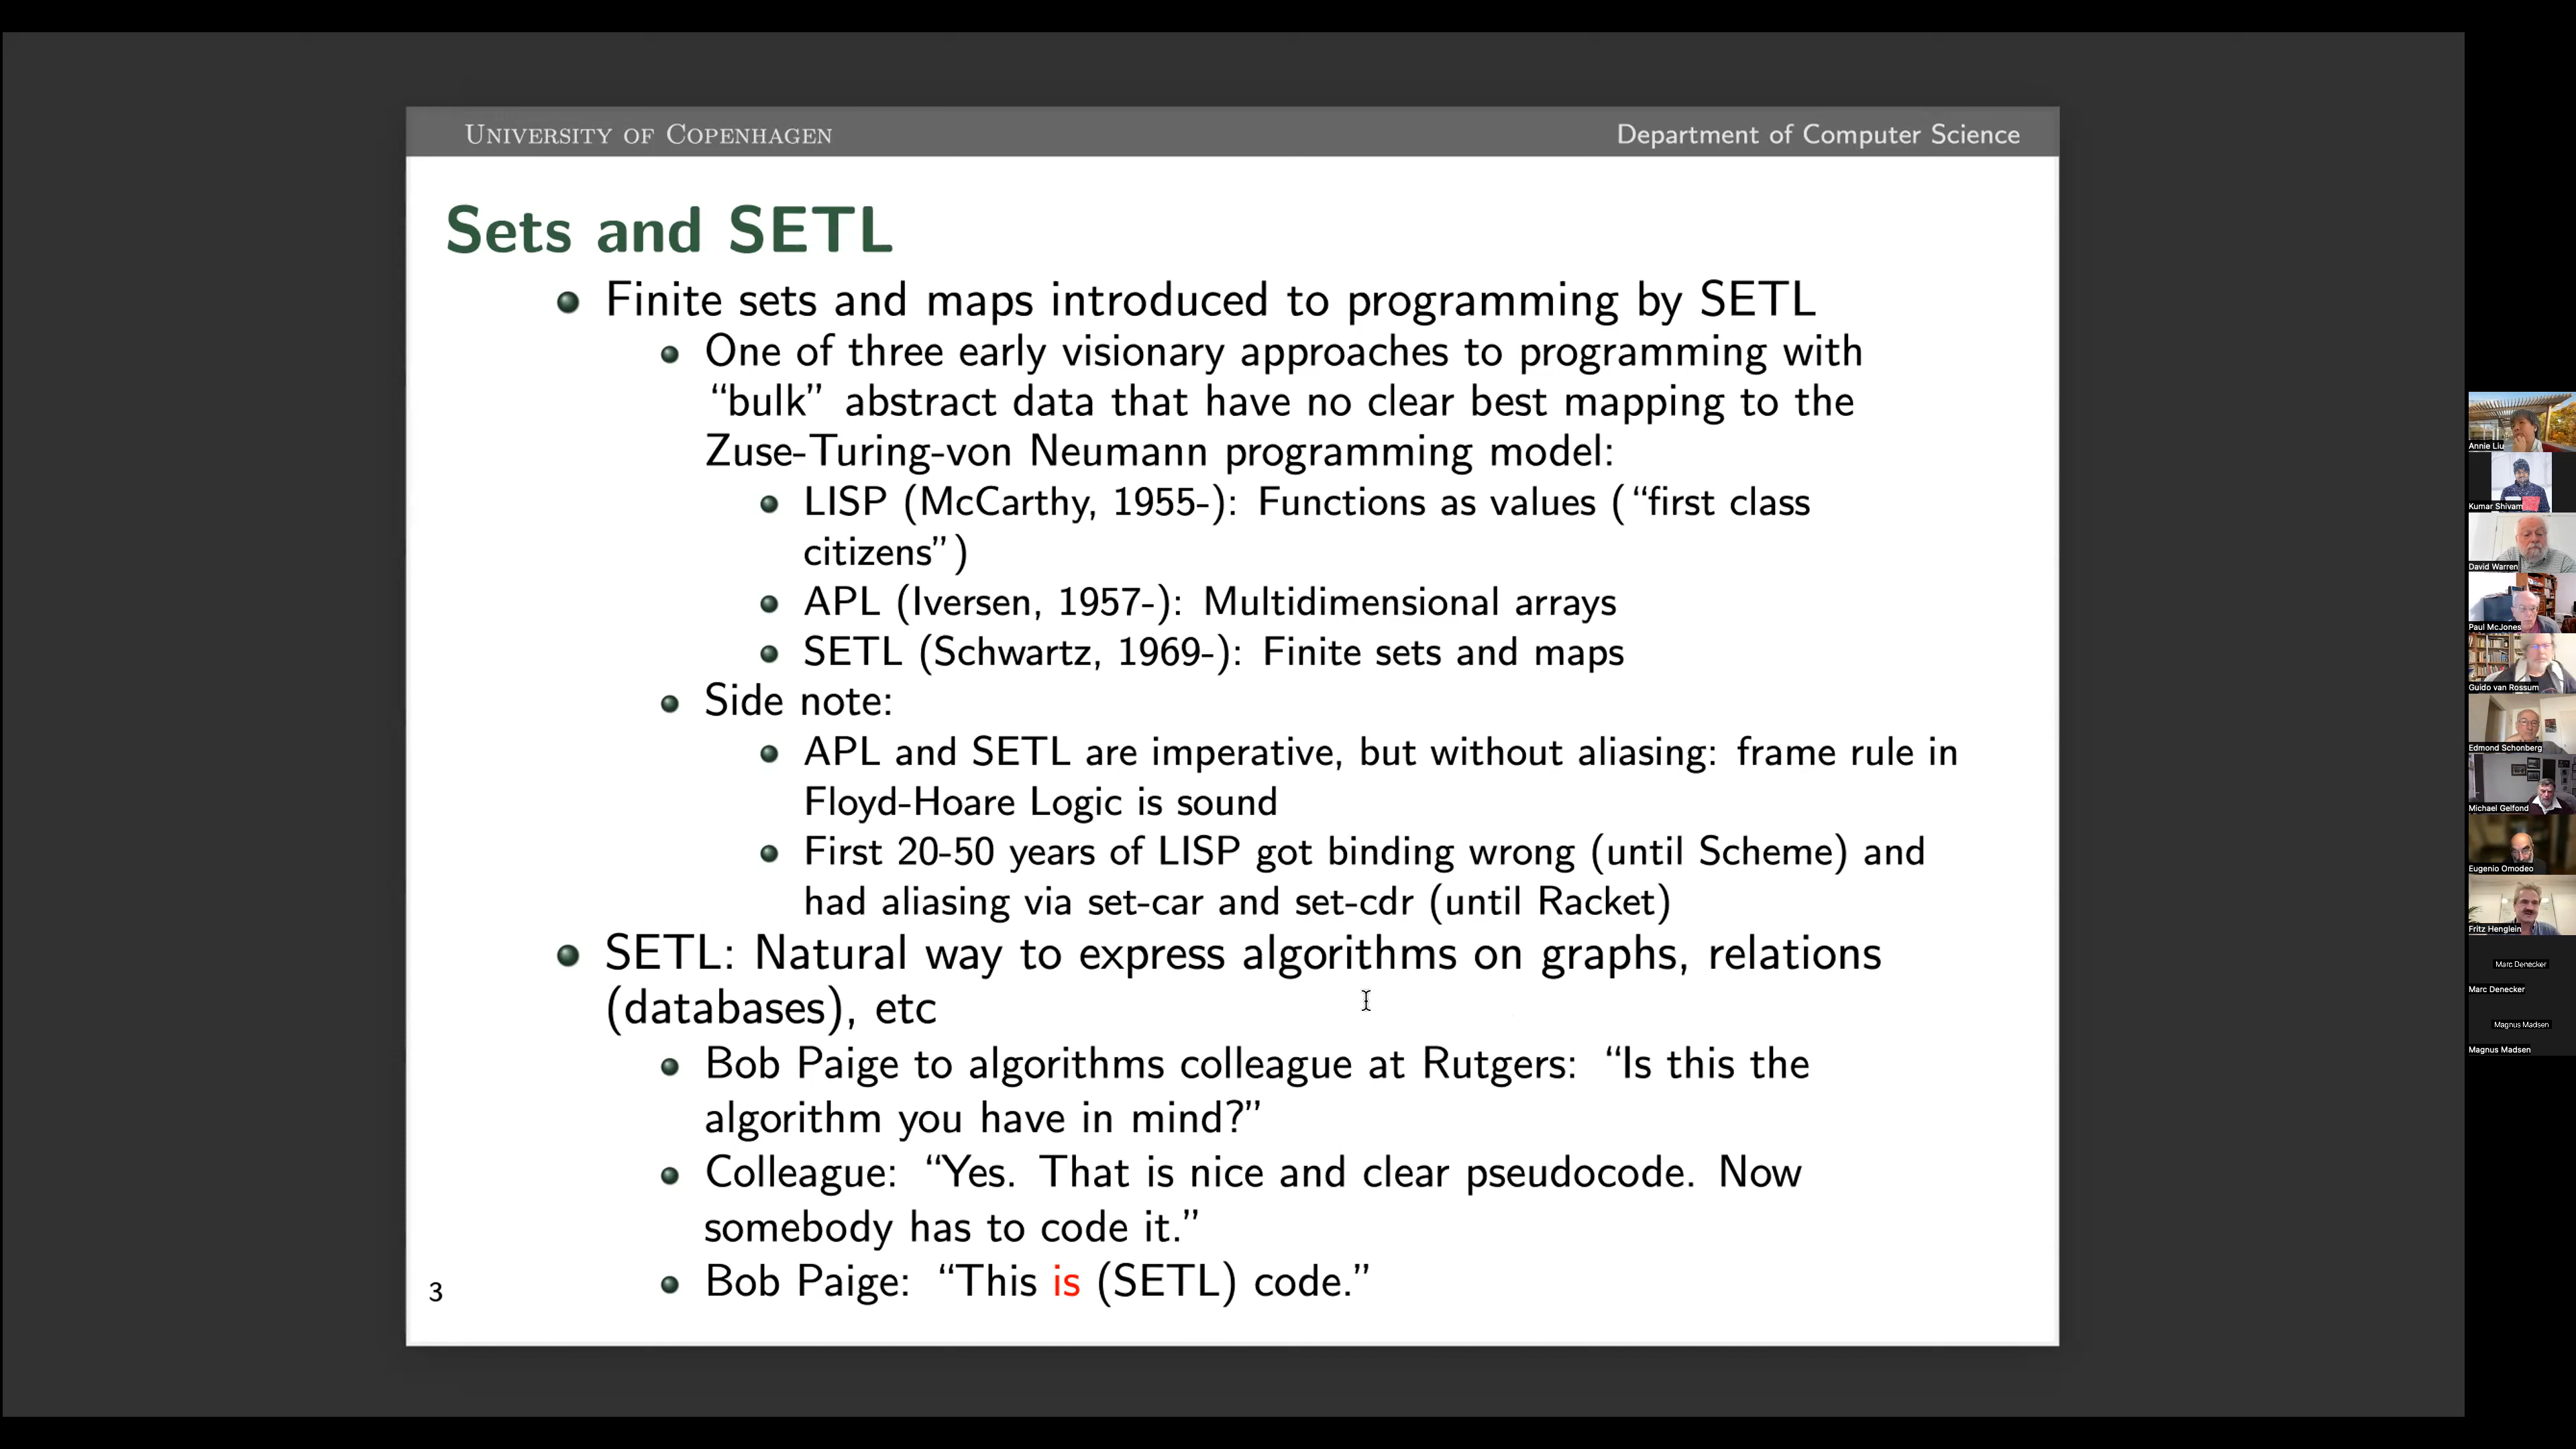 UNIVERSITY OF COPENHAGEN
Department of Computer Science
Sets and SETL
Finite sets and maps introduced to programming by SETL
One of three early visionary approaches to programming with
“bulk” abstract data that have no clear best mapping to the
Zuse-Turing-von Neumann programming model:
LISP (McCarthy, 1955-): Functions as values (“first class
citizens”)
APL (Iversen, 1957-): Multidimensional arrays
SETL (Schwartz, 1969-): Finite sets and maps
Side note:
APL and SETL are imperative, but without aliasing: frame rule in
Floyd-Hoare Logic is sound
First 20-50 years of LISP got binding wrong (until Scheme) and
had aliasing via set-car and set-cdr (until Racket)
SETL: Natural way to express algorithms on graphs, relations
(databases), etc
Bob Paige to algorithms colleague at Rutgers: “Is this the
algorithm you have in mind?”
Colleague: “Yes. That is nice and clear pseudocode. Now
somebody has to code it.”
Bob Paige: “This is (SETL) code.”
3
Annie Liu
Kumar Shivam
David Warren
Paul McJones
Guido van Rossum
Edmond Schonberg
Michael Gelfond
Eugenio Omodeo
Fritz Henglein
Marc Denecker
Marc Denecker
Magnus Madsen
Magnus Madsen